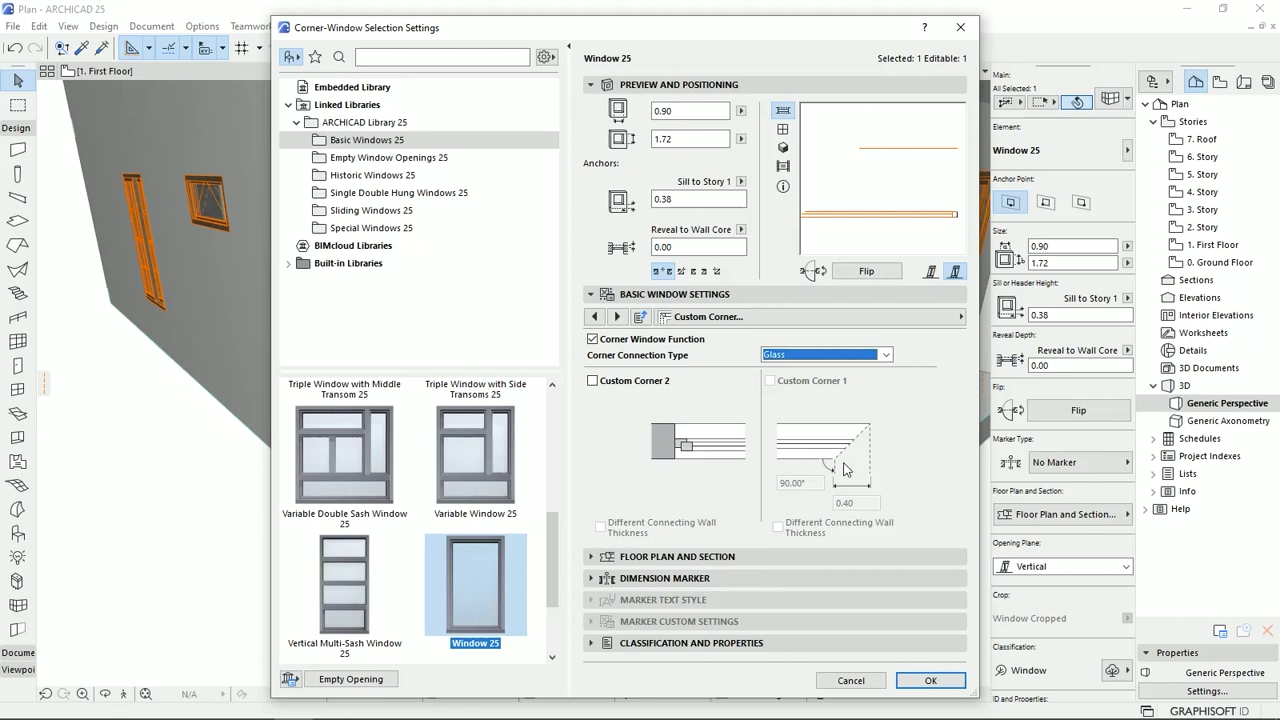 Plan - ARCHICAD 25
File Edit View Design Document Options Teamwork
[1. First Floor]
Design
Docume
Viewpoi
N/A
Corner-Window Selection Settings
?
Embedded Library
Linked Libraries
ARCHICAD Library 25
Basic Windows 25
Empty Window Openings 25
Historic Windows 25
Single Double Hung Windows 25
Sliding Windows 25
Special Windows 25
BIMcloud Libraries
Built-in Libraries
Triple Window with Middle
Transom 25
Triple Window with Side
Transoms 25
Variable Double Sash Window
25
Variable Window 25
Vertical Multi-Sash Window
25
Window 25
Empty Opening
Window 25
Selected: 1 Editable: 1
PREVIEW AND POSITIONING
0.90
1.72
Anchors:
Sill to Story 1
0.38
Reveal to Wall Core
0.00
Flip
BASIC WINDOW SETTINGS
Custom Corner...
Corner Window Function
Corner Connection Type
Glass
Custom Corner 2
Custom Corner 1
90.00°
0.40
Different Connecting Wall
Thickness
Different Connecting Wall
Thickness
FLOOR PLAN AND SECTION
DIMENSION MARKER
MARKER TEXT STYLE
MARKER CUSTOM SETTINGS
CLASSIFICATION AND PROPERTIES
Cancel
OK
Main:
All Selected: 1
Element:
Window 25
Anchor Point:
Size:
0.90
1.72
Sill or Header Height:
Sill to Story 1
0.38
Reveal Depth:
Reveal to Wall Core
0.00
Flip:
Flip
Marker Type:
No Marker
Floor Plan and Section:
Floor Plan and Section...
Opening Plane:
Vertical
Crop:
Window Cropped
Classification:
Window
ID and Properties:
Plan
Stories
7. Roof
6. Story
5. Story
4. Story
3. Story
2. Story
1. First Floor
0. Ground Floor
Sections
Elevations
Interior Elevations
Worksheets
Details
3D Documents
3D
Generic Perspective
Generic Axonometry
Schedules
Project Indexes
Lists
Info
Help
Properties
Generic Perspective
Settings...
GRAPHISOFT ID